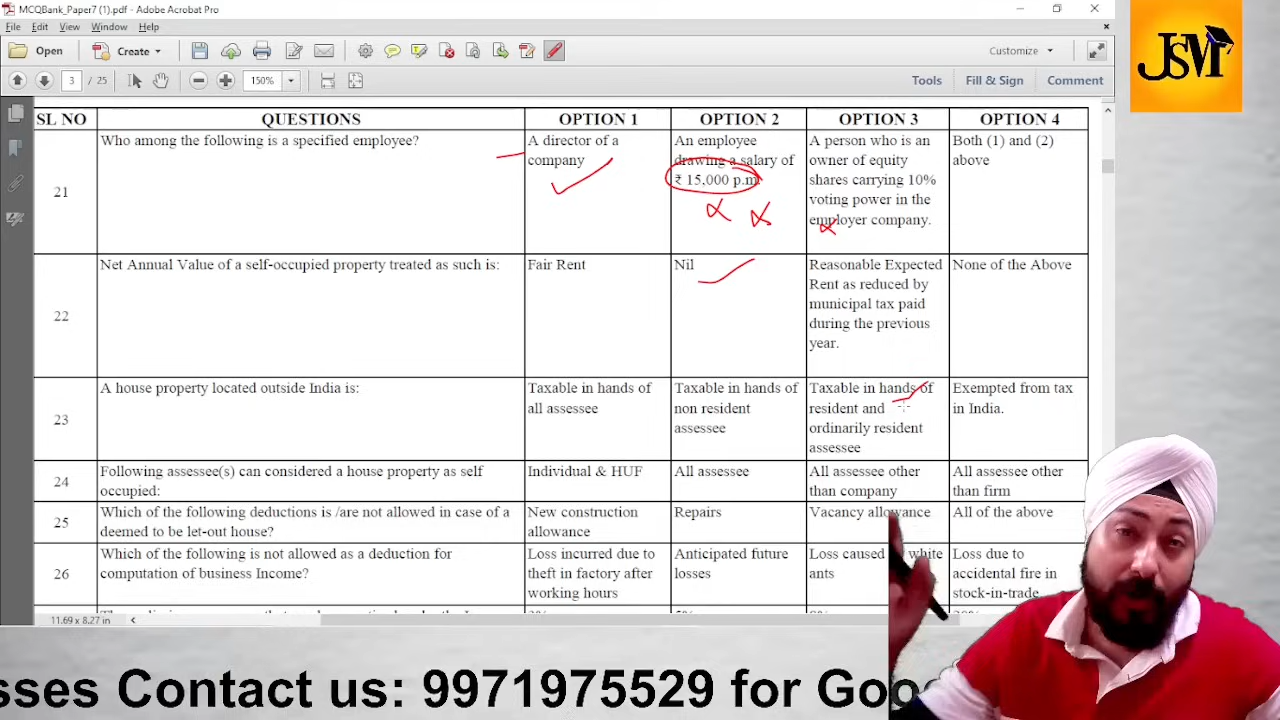 MCQBank_Paper7 (1).pdf - Adobe Acrobat Pro
File Edit View Window Help
Open Create Customize
3 / 25 150% Tools Fill & Sign Comment
JSM
SL NO QUESTIONS OPTION 1 OPTION 2 OPTION 3 OPTION 4
21 Who among the following is a specified employee?
A director of a
company
An employee
drawing a salary of
₹ 15,000 p.m.
A person who is an
owner of equity
shares carrying 10%
voting power in the
employer company.
Both (1) and (2)
above
22 Net Annual Value of a self-occupied property treated as such is:
Fair Rent
Nil
Reasonable Expected
Rent as reduced by
municipal tax paid
during the previous
year.
None of the Above
23 A house property located outside India is:
Taxable in hands of
all assessee
Taxable in hands of
non resident
assessee
Taxable in hands of
resident and
ordinarily resident
assessee
Exempted from tax
in India.
24 Following assessee(s) can considered a house property as self
occupied:
Individual & HUF
All assessee
All assessee other
than company
All assessee other
than firm
25 Which of the following deductions is /are not allowed in case of a
deemed to be let-out house?
New construction
allowance
Repairs
Vacancy allowance
All of the above
26 Which of the following is not allowed as a deduction for
computation of business Income?
Loss incurred due to
theft in factory after
working hours
Anticipated future
losses
Loss caused white
ants
Loss due to
accidental fire in
stock-in-trade
11.69 x 8.27 in
sses Contact us: 9971975529 for Goo